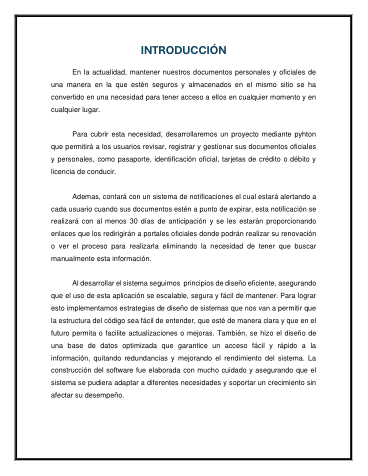 INTRODUCCIÓN
En la actualidad, mantener nuestros documentos personales y oficiales de
una manera en la que estén seguros y almacenados en el mismo sitio se ha
convertido en una necesidad para tener acceso a ellos en cualquier momento y en
cualquier lugar.
Para cubrir esta necesidad, desarrollaremos un proyecto mediante pyhton
que permitirá a los usuarios revisar, registrar y gestionar sus documentos oficiales
y personales, como pasaporte, identificación oficial, tarjetas de crédito o débito y
licencia de conducir.
Ademas, contará con un sistema de notificaciones el cual estará alertando a
cada usuario cuando sus documentos estén a punto de expirar, esta notificación se
realizará con al menos 30 días de anticipación y se les estarán proporcionando
enlaces que los redirigirán a portales oficiales donde podrán realizar su renovación
o ver el proceso para realizarla eliminando la necesidad de tener que buscar
manualmente esta información.
Al desarrollar el sistema seguimos principios de diseño eficiente, asegurando
que el uso de esta aplicación se escalable, segura y fácil de mantener. Para lograr
esto implementamos estrategias de diseño de sistemas que nos van a permitir que
la estructura del código sea fácil de entender, que esté de manera clara y que en el
futuro permita o facilite actualizaciones o mejoras. También, se hizo el diseño de
una base de datos optimizada que garantice un acceso fácil y rápido a la
información, quitando redundancias y mejorando el rendimiento del sistema. La
construcción del software fue elaborada con mucho cuidado y asegurando que el
sistema se pudiera adaptar a diferentes necesidades y soportar un crecimiento sin
afectar su desempeño.